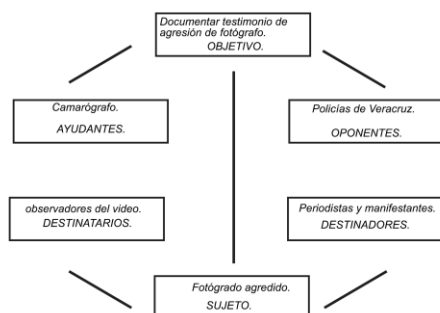 Documentar testimonio de
agresión de fotógrafo.
OBJETIVO.
Camarógrafo.
AYUDANTES.
Policías de Veracruz.
OPONENTES.
observadores del video.
DESTINATARIOS.
Periodistas y manifestantes.
DESTINADORES.
Fotógrado agredido.
SUJETO.